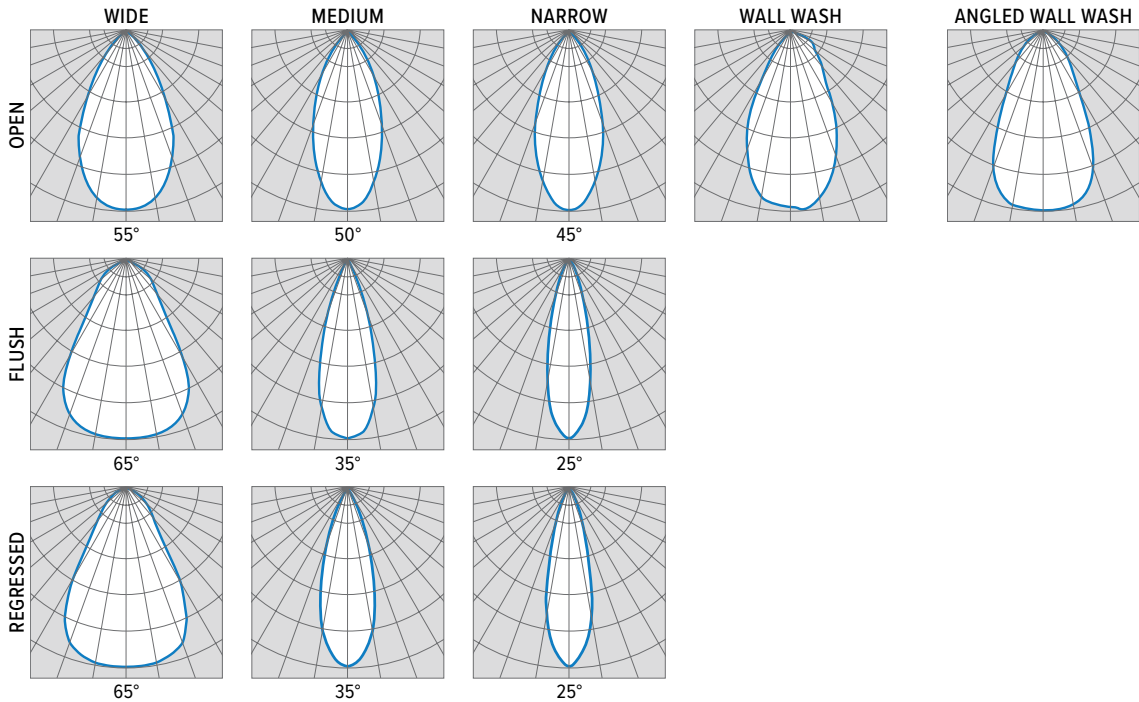 WIDE MEDIUM NARROW WALL WASH ANGLED WALL WASH
OPEN
55° 50° 45°
FLUSH
65° 35° 25°
REGRESSED
65° 35° 25°